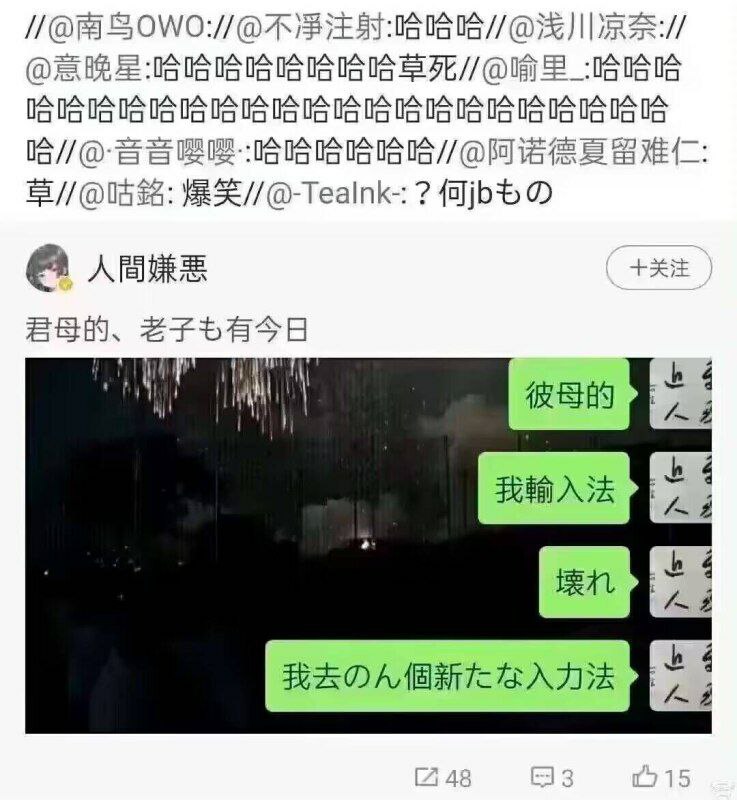 //@南鸟OWO://@不凈注射:哈哈哈//@浅川凉奈://
@意晚星:哈哈哈哈哈哈哈哈草死//@喻里_:哈哈哈
哈哈哈哈哈哈哈哈哈哈哈哈哈哈哈哈哈哈哈哈哈
哈//@·音音嘤嘤·:哈哈哈哈哈哈//@阿诺德夏留难仁:
草//@咕銘: 爆笑//@-TeaInk-:？何jbもの
人間嫌悪
+关注
君母的、老子も有今日
彼母的
我輸入法
壊れ
我去のん個新たな入力法
48
3
15